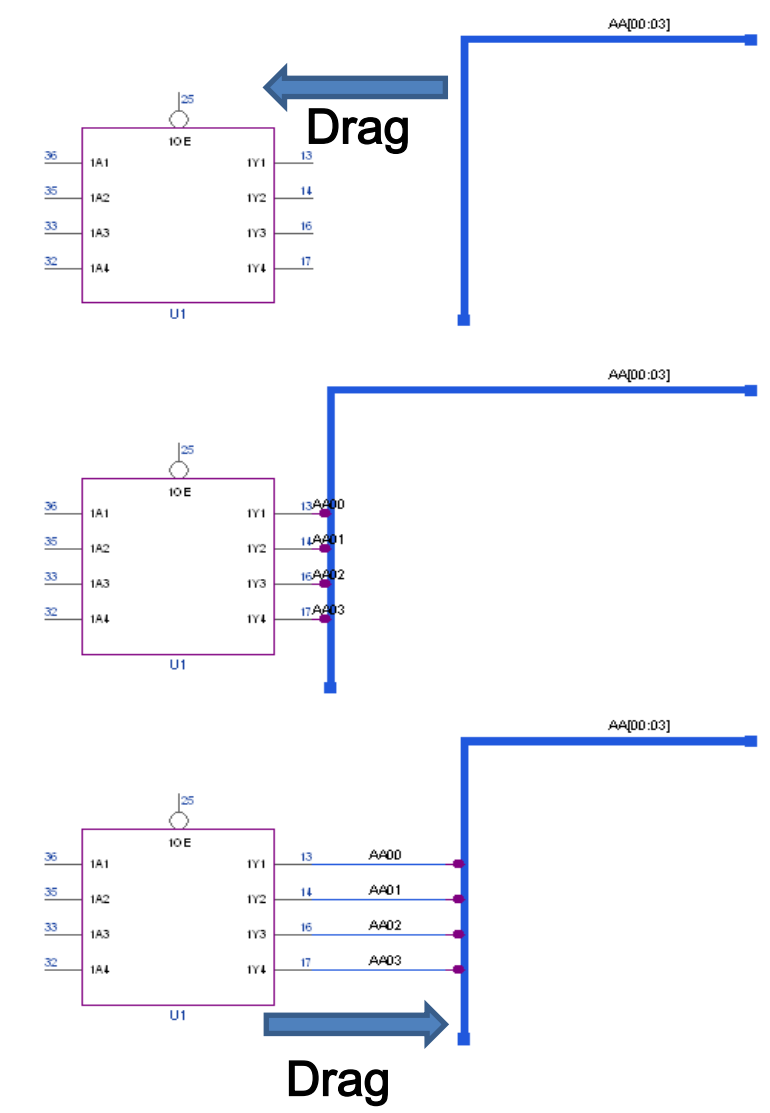 AA[00:03]
Drag
25
10E
36 1A1 1Y1 13
35 1A2 1Y2 14
33 1A3 1Y3 16
32 1A4 1Y4 17
U1
AA[00:03]
25
10E
36 1A1 1Y1 13 AA00
35 1A2 1Y2 14 AA01
33 1A3 1Y3 16 AA02
32 1A4 1Y4 17 AA03
U1
AA[00:03]
25
10E
36 1A1 1Y1 13 AA00
35 1A2 1Y2 14 AA01
33 1A3 1Y3 16 AA02
32 1A4 1Y4 17 AA03
U1
Drag